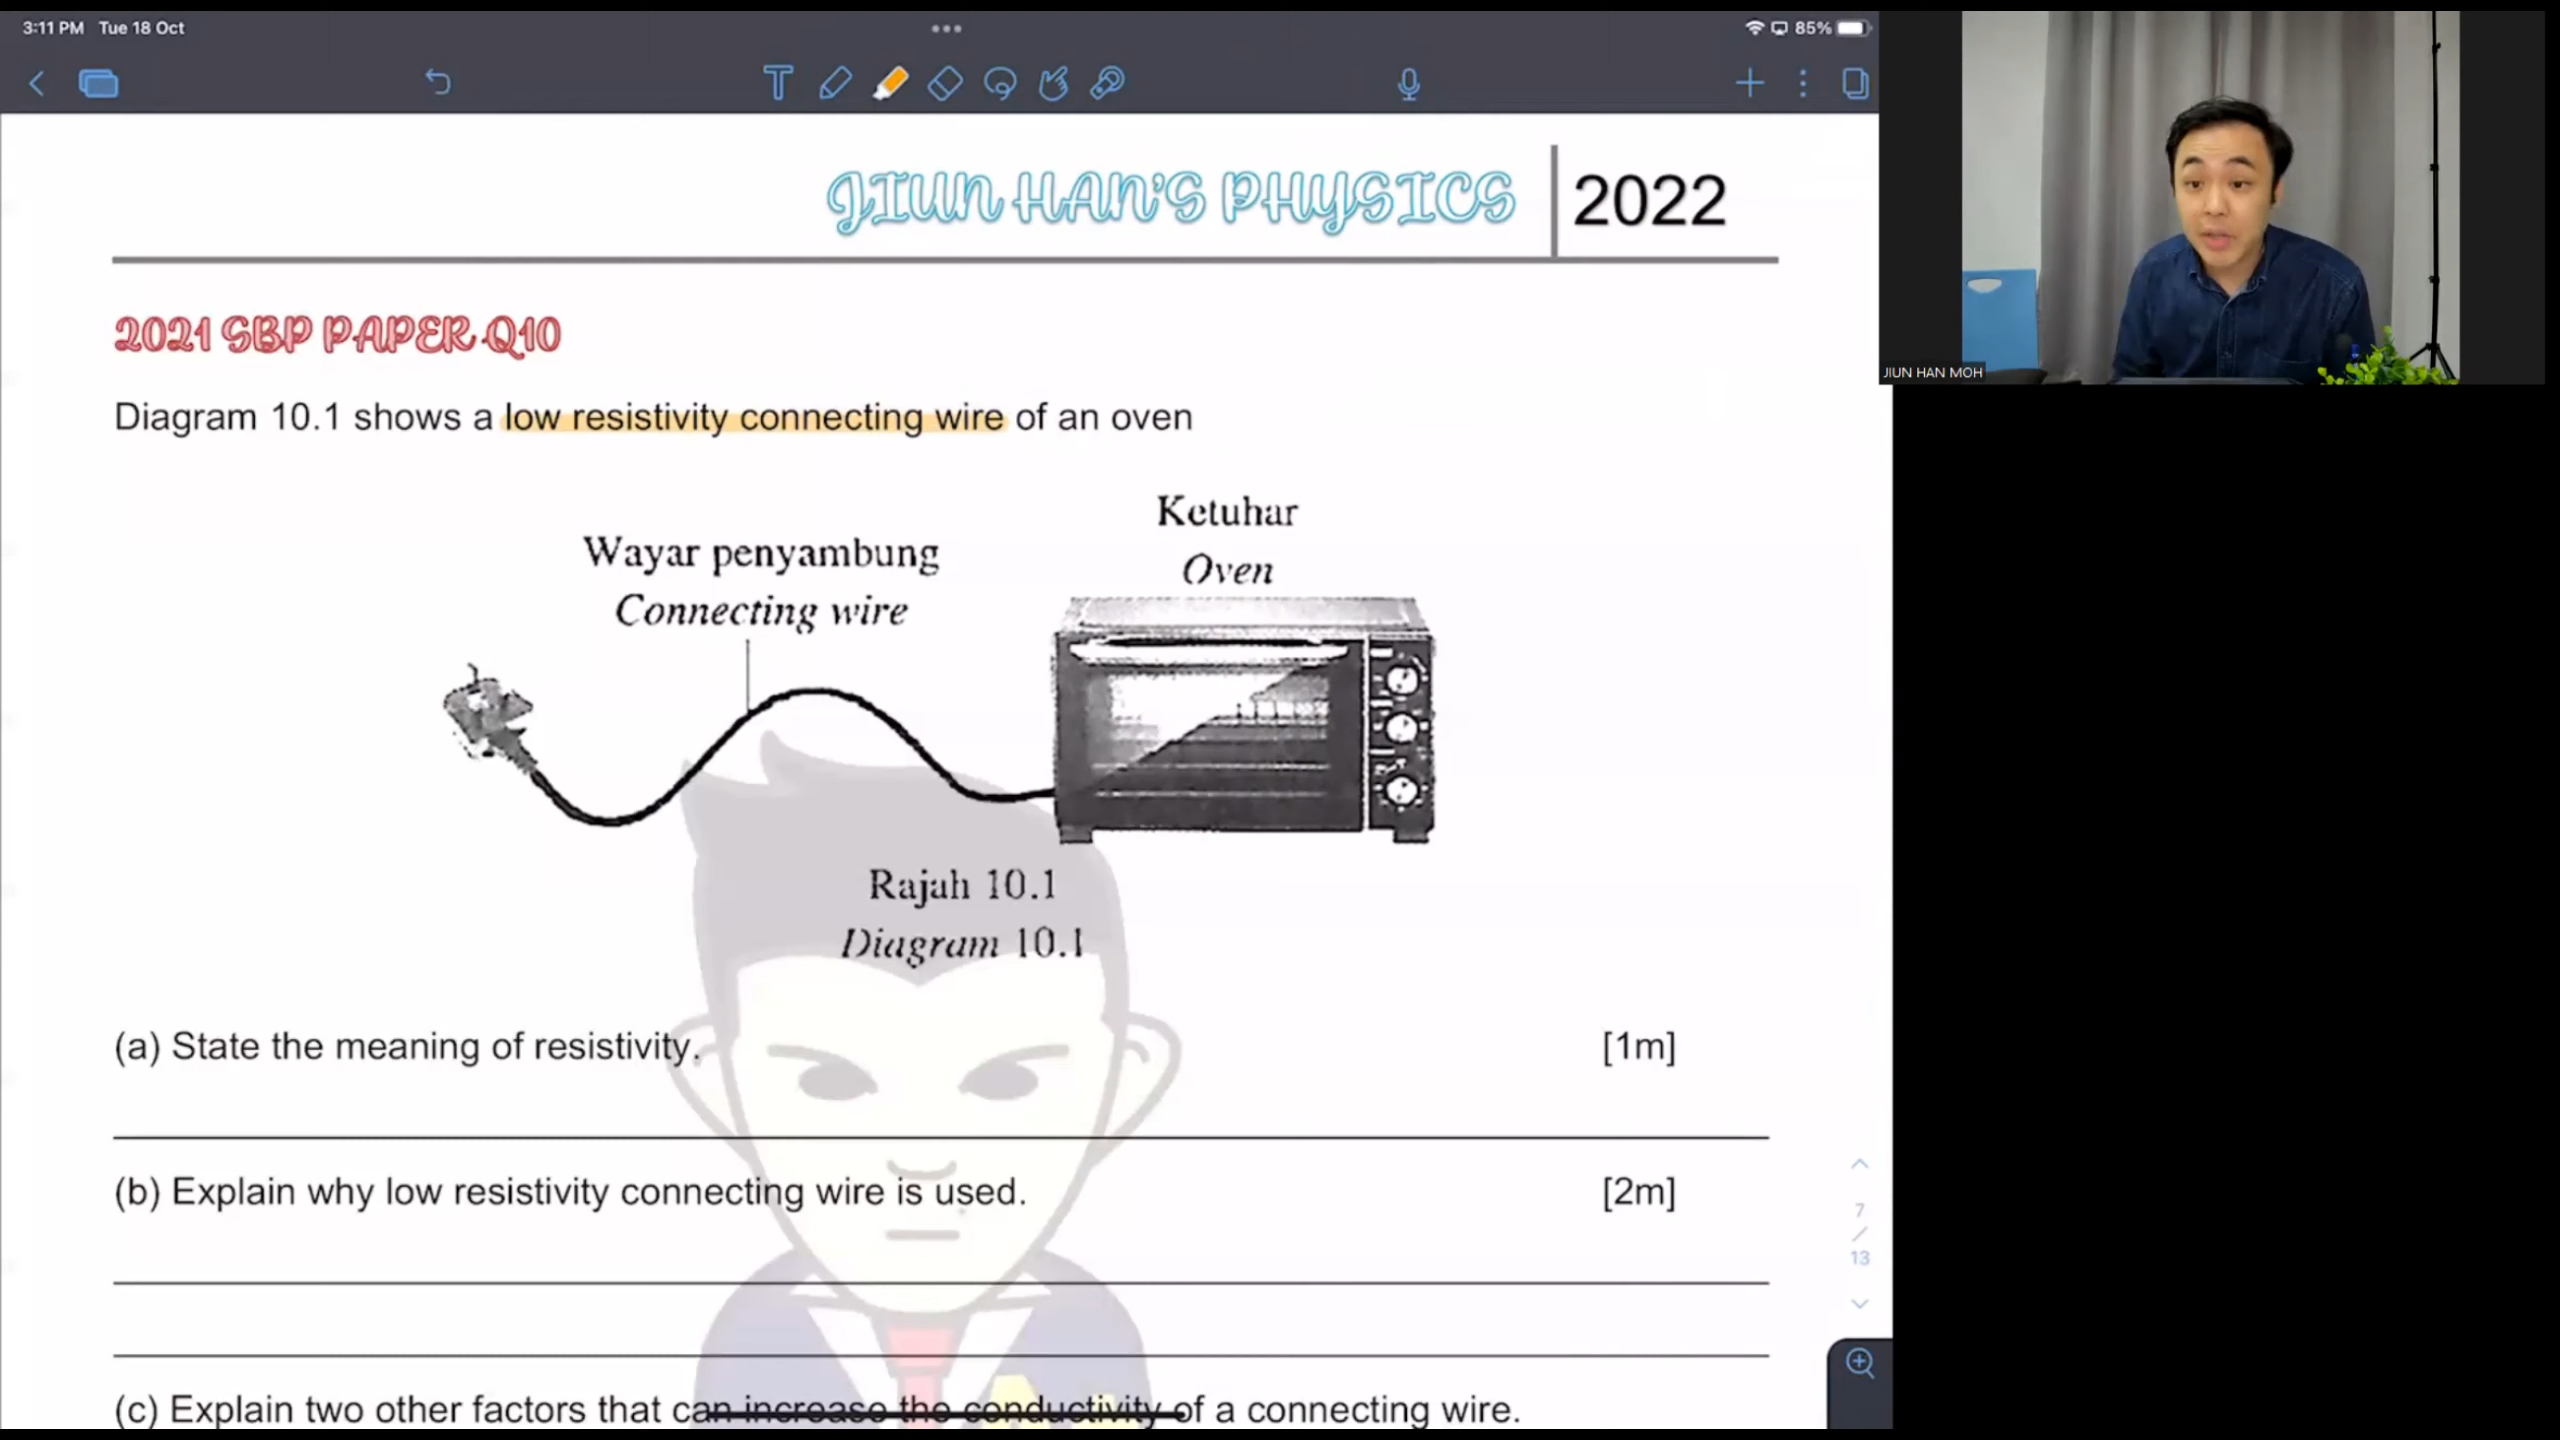 3:11 PM Tue 18 Oct
85%
JIUN HAN'S PHYSICS 2022
JIUN HAN MOH
2021 SBP PAPER Q10
Diagram 10.1 shows a low resistivity connecting wire of an oven
Ketuhar
Oven
Wayar penyambung
Connecting wire
Rajah 10.1
Diagram 10.1
(a) State the meaning of resistivity. [1m]
(b) Explain why low resistivity connecting wire is used. [2m]
7
/
13
(c) Explain two other factors that can increase the conductivity of a connecting wire.